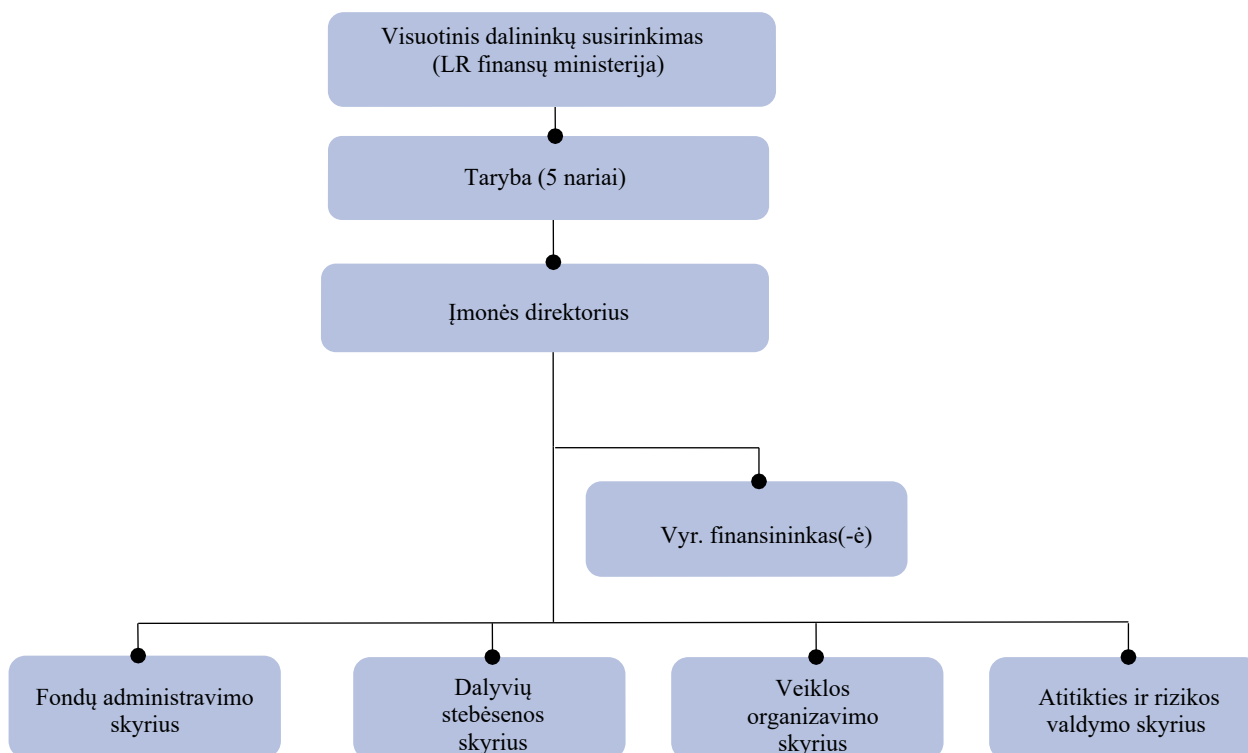 Visuotinis dalininkų susirinkimas
(LR finansų ministerija)
Taryba (5 nariai)
Įmonės direktorius
Vyr. finansininkas(-ė)
Fondų administravimo
skyrius
Dalyvių
stebėsenos
skyrius
Veiklos
organizavimo
skyrius
Atitikties ir rizikos
valdymo skyrius